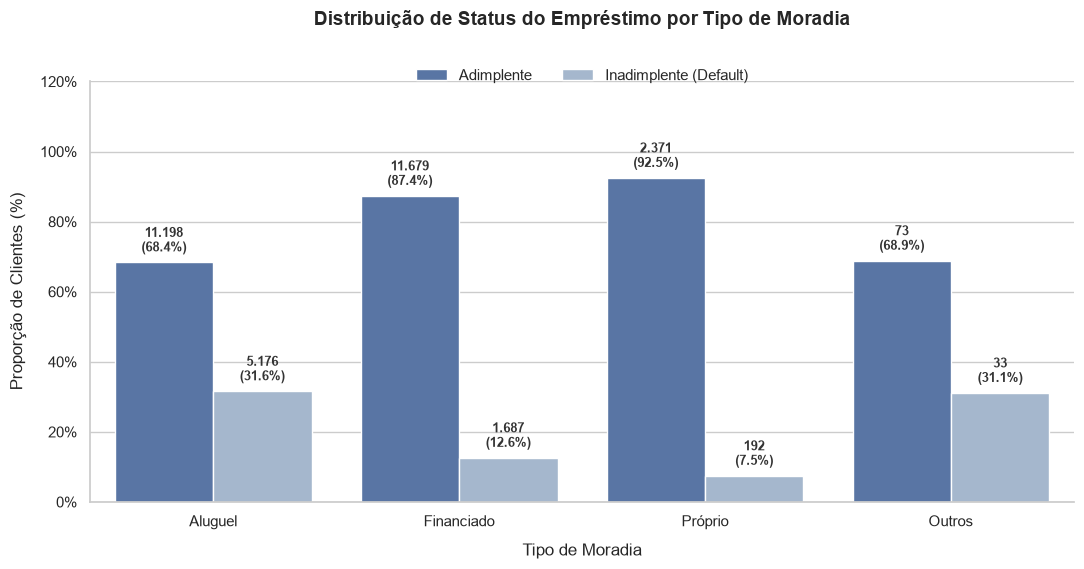 Distribuição de Status do Empréstimo por Tipo de Moradia
Adimplente
Inadimplente (Default)
Proporção de Clientes (%)
120%
100%
80%
60%
40%
20%
0%
11.198
(68.4%)
5.176
(31.6%)
11.679
(87.4%)
1.687
(12.6%)
2.371
(92.5%)
192
(7.5%)
73
(68.9%)
33
(31.1%)
Aluguel
Financiado
Próprio
Outros
Tipo de Moradia